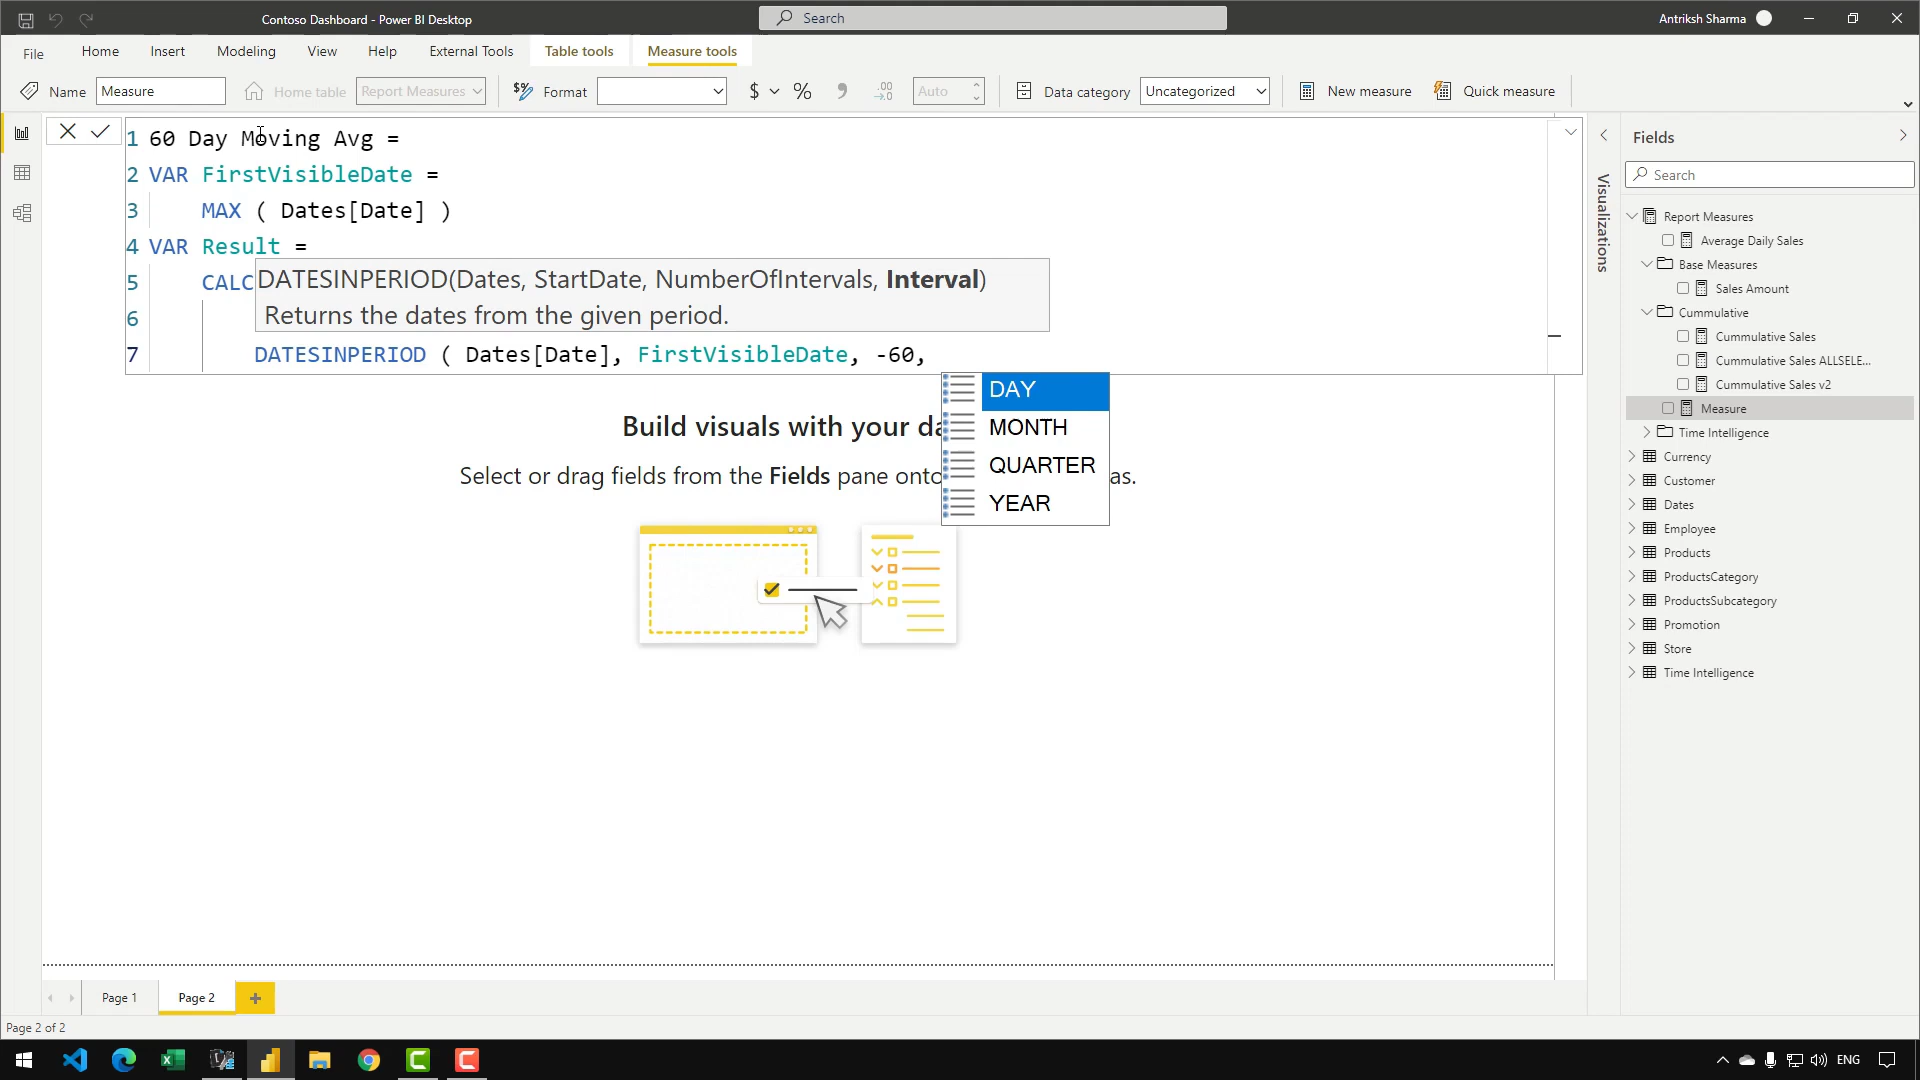 Contoso Dashboard - Power BI Desktop
Search
Antriksh Sharma
File
Home
Insert
Modeling
View
Help
External Tools
Table tools
Measure tools
Name
Measure
Home table
Report Measures
Format
$
%
Auto
Data category
Uncategorized
New measure
Quick measure
1 60 Day Moving Avg =
2 VAR FirstVisibleDate =
3 MAX ( Dates[Date] )
4 VAR Result =
5 CALC
DATESINPERIOD(Dates, StartDate, NumberOfIntervals, Interval)
6
Returns the dates from the given period.
7 DATESINPERIOD ( Dates[Date], FirstVisibleDate, -60,
DAY
MONTH
QUARTER
YEAR
Build visuals with your da
Select or drag fields from the Fields pane onto as.
Visualizations
Fields
Search
Report Measures
Average Daily Sales
Base Measures
Sales Amount
Cummulative
Cummulative Sales
Cummulative Sales ALLSELE...
Cummulative Sales v2
Measure
Time Intelligence
Currency
Customer
Dates
Employee
Products
ProductsCategory
ProductsSubcategory
Promotion
Store
Time Intelligence
Page 1
Page 2
+
Page 2 of 2
ENG